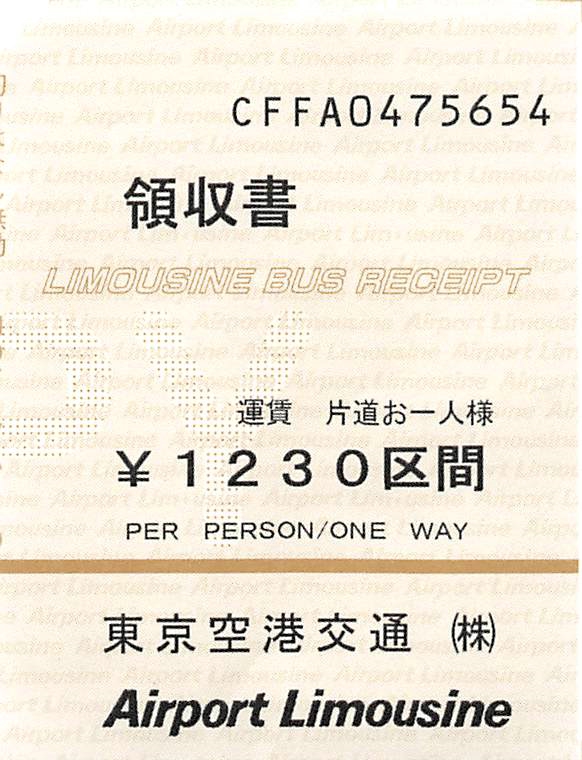 CFFA0475654
領収書
LIMOUSINE BUS RECEIPT
運賃　片道お一人様
￥１２３０区間
PER PERSON/ONE WAY
東京空港交通 ㈱
Airport Limousine